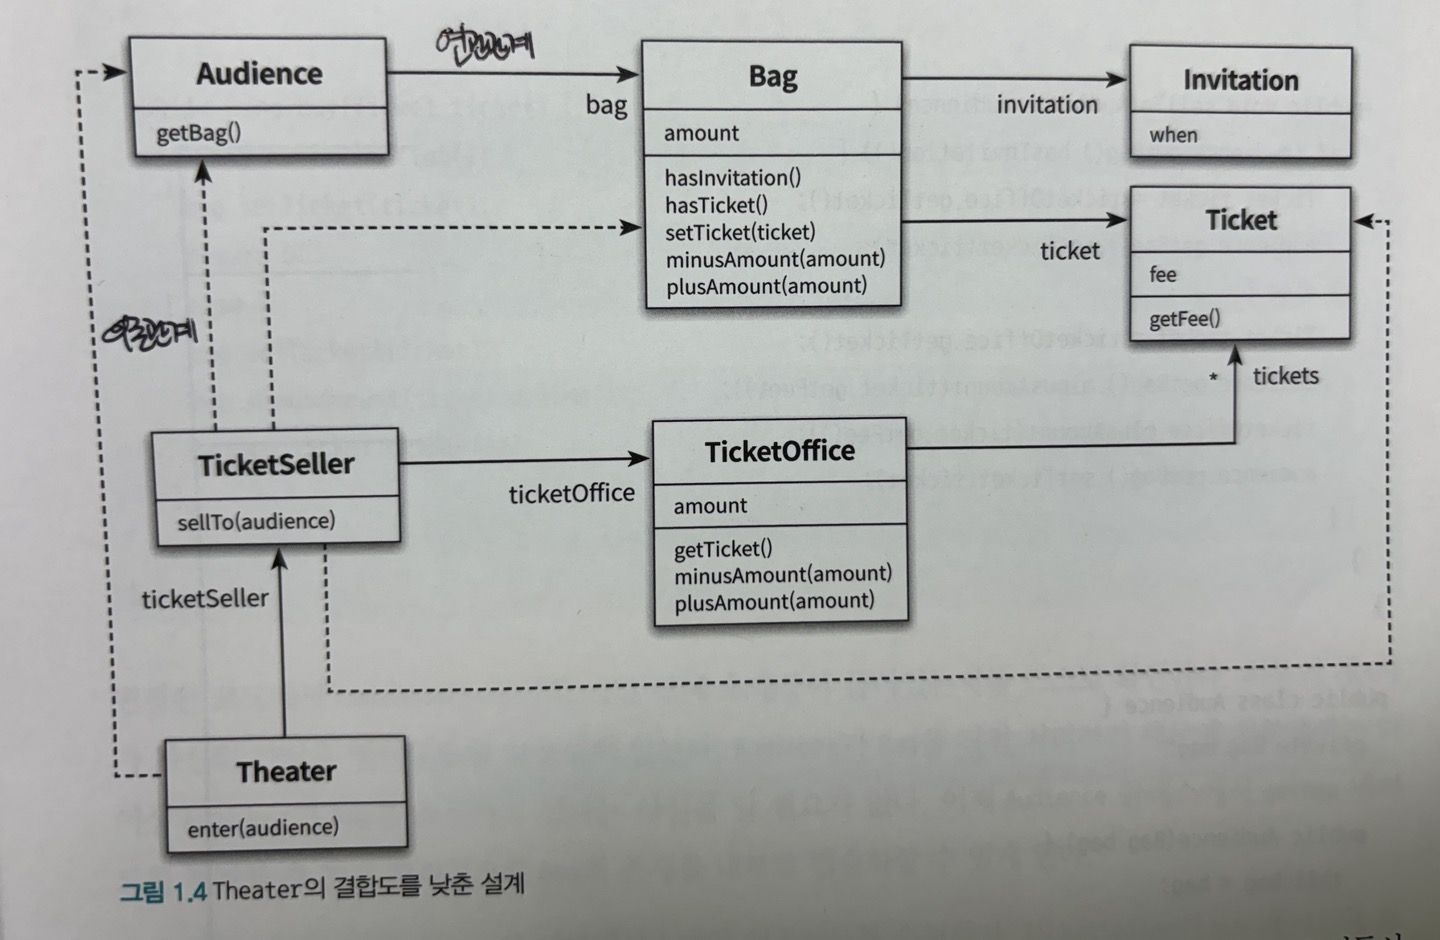 Audience
getBag()
연관관계
bag
Bag
amount
hasInvitation()
hasTicket()
setTicket(ticket)
minusAmount(amount)
plusAmount(amount)
invitation
Invitation
when
ticket
Ticket
fee
getFee()
* tickets
의존관계
TicketSeller
sellTo(audience)
ticketOffice
TicketOffice
amount
getTicket()
minusAmount(amount)
plusAmount(amount)
ticketSeller
Theater
enter(audience)
그림 1.4 Theater의 결합도를 낮춘 설계